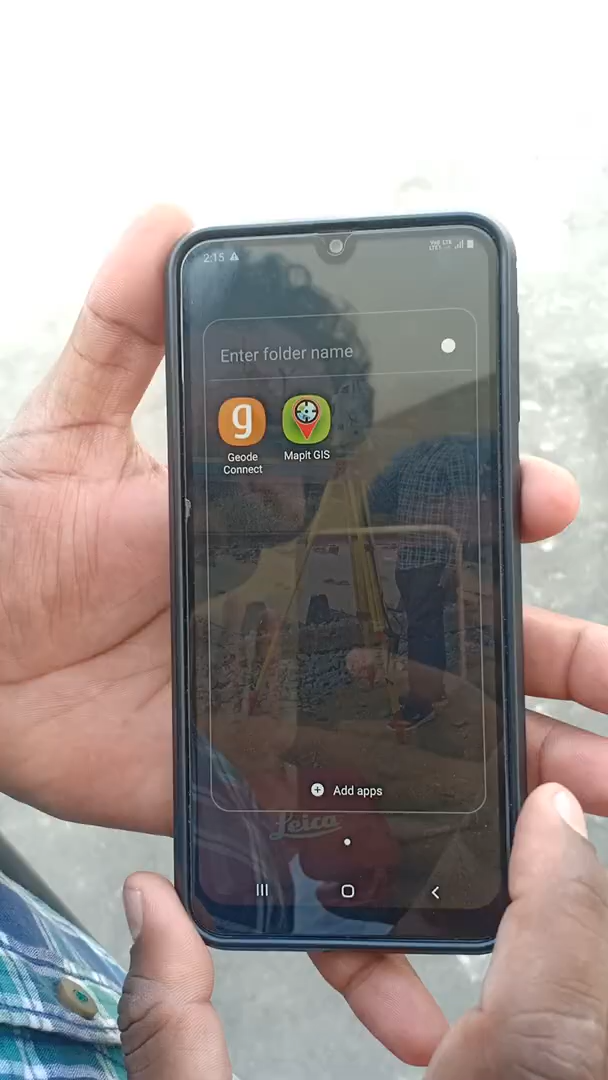 2:15
Enter folder name
g
Geode
Connect
Mapit GIS
Add apps
Leica